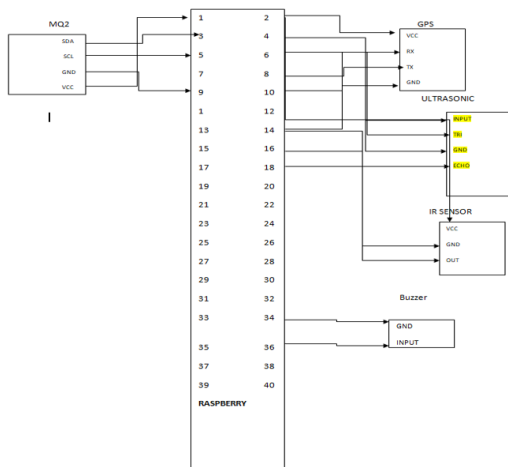 MQ2
SDA
SCL
GND
VCC
I
1 2
3 4
5 6
7 8
9 10
1 12
13 14
15 16
17 18
19 20
21 22
23 24
25 26
27 28
29 30
31 32
33 34
35 36
37 38
39 40
RASPBERRY
GPS
VCC
RX
TX
GND
ULTRASONIC
INPUT
TRI
GND
ECHO
IR SENSOR
VCC
GND
OUT
Buzzer
GND
INPUT